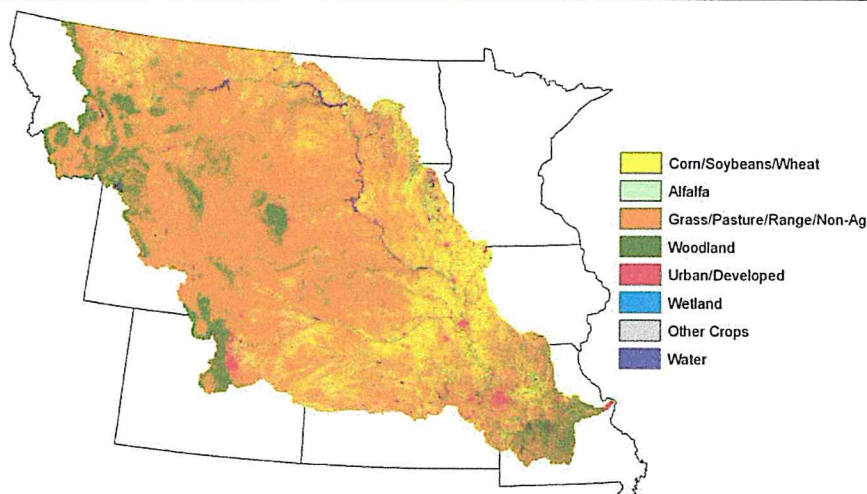 Corn/Soybeans/Wheat
Alfalfa
Grass/Pasture/Range/Non-Ag
Woodland
Urban/Developed
Wetland
Other Crops
Water